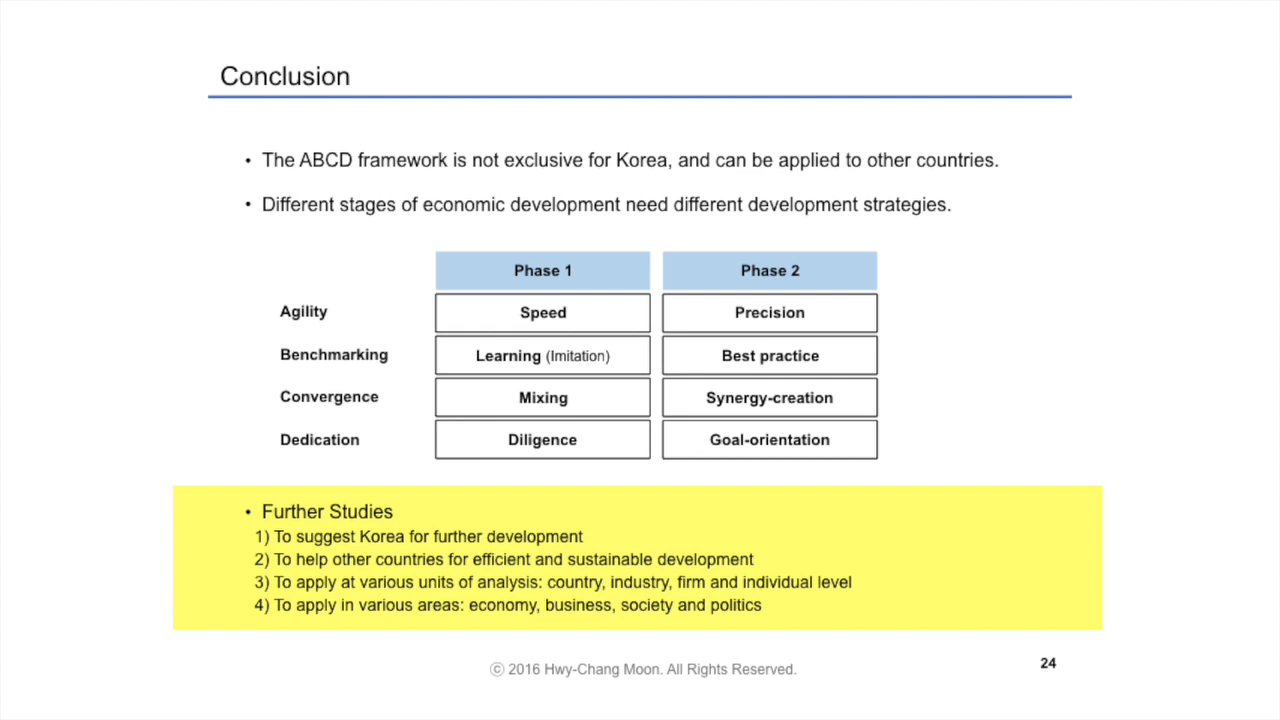 Conclusion
• The ABCD framework is not exclusive for Korea, and can be applied to other countries.
• Different stages of economic development need different development strategies.
Phase 1 Phase 2
Agility Speed Precision
Benchmarking Learning (Imitation) Best practice
Convergence Mixing Synergy-creation
Dedication Diligence Goal-orientation
• Further Studies
1) To suggest Korea for further development
2) To help other countries for efficient and sustainable development
3) To apply at various units of analysis: country, industry, firm and individual level
4) To apply in various areas: economy, business, society and politics
ⓒ 2016 Hwy-Chang Moon. All Rights Reserved.
24